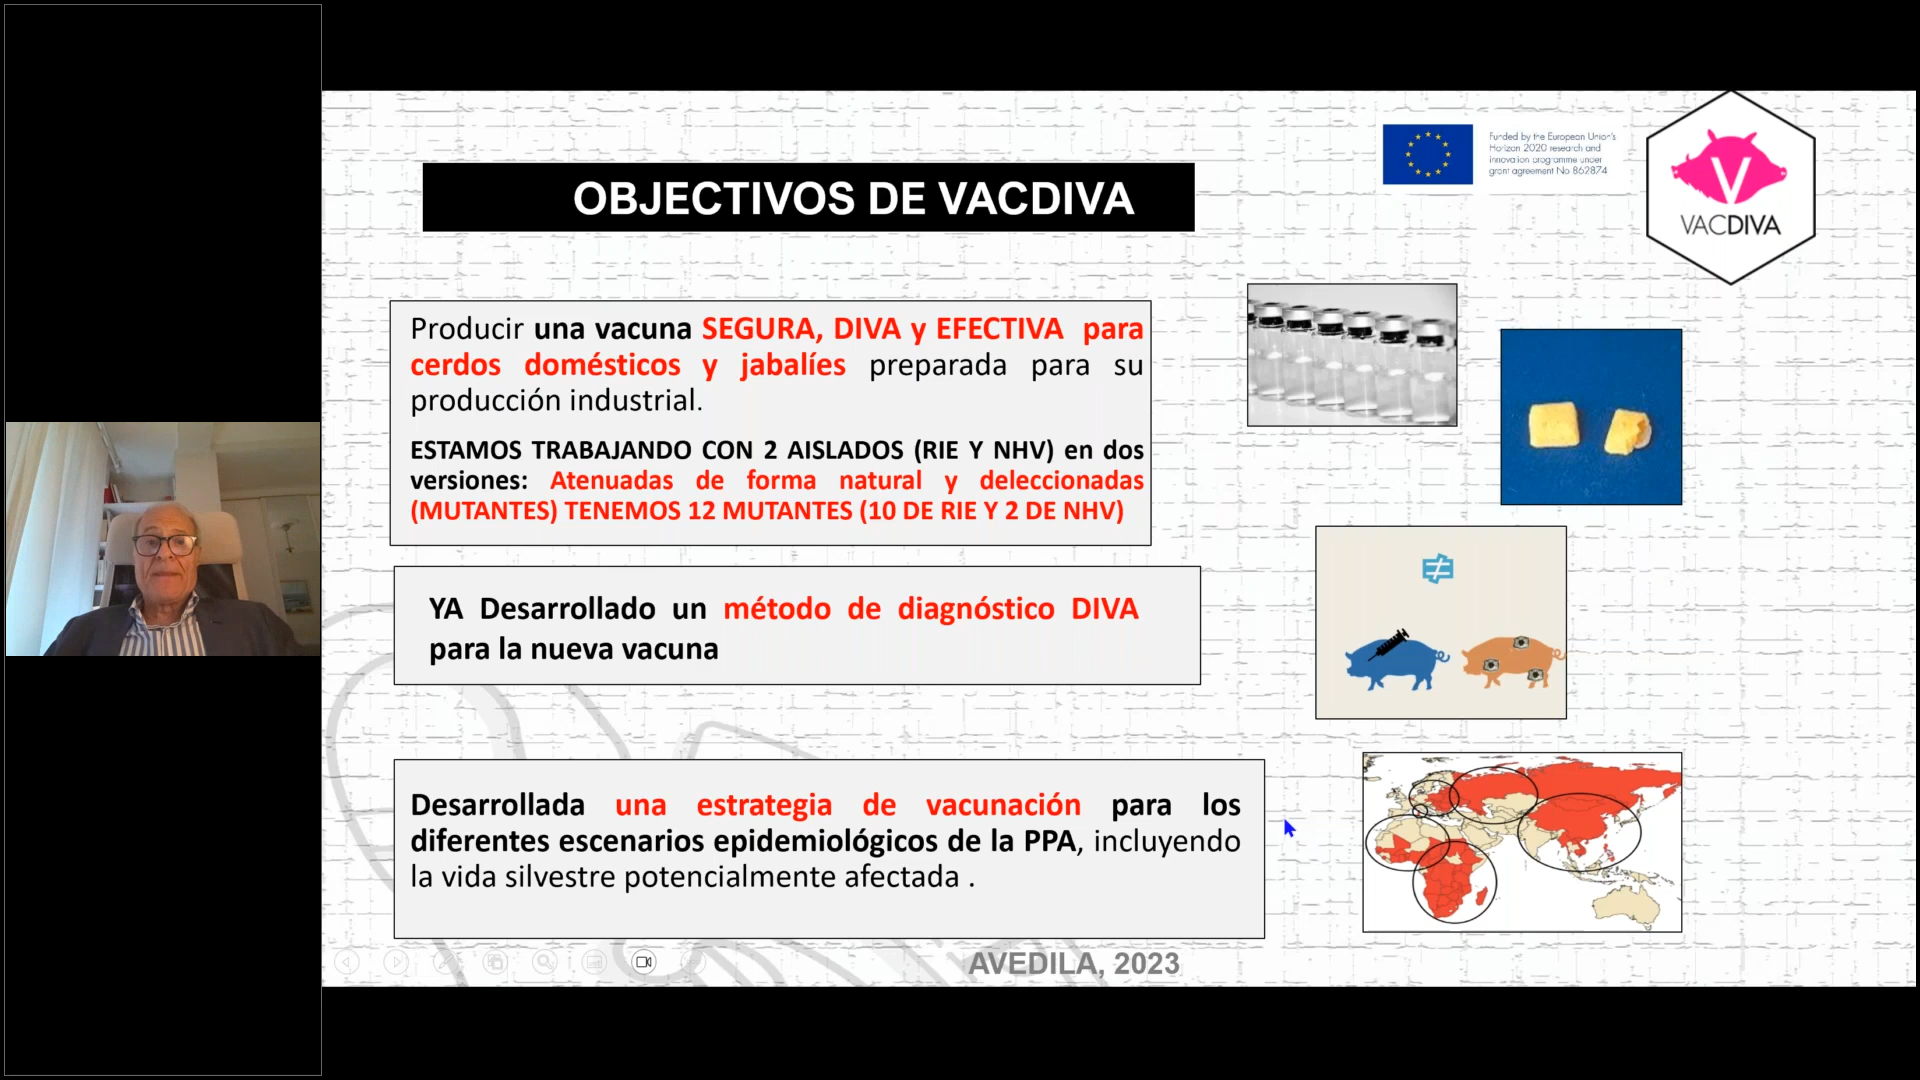 OBJECTIVOS DE VACDIVA
Funded by the European Union's
Horizon 2020 research and
innovation programme under
grant agreement No 862874
V
VACDIVA
Producir una vacuna SEGURA, DIVA y EFECTIVA para
cerdos domésticos y jabalíes preparada para su
producción industrial.
ESTAMOS TRABAJANDO CON 2 AISLADOS (RIE Y NHV) en dos
versiones: Atenuadas de forma natural y deleccionadas
(MUTANTES) TENEMOS 12 MUTANTES (10 DE RIE Y 2 DE NHV)
YA Desarrollado un método de diagnóstico DIVA
para la nueva vacuna
Desarrollada una estrategia de vacunación para los
diferentes escenarios epidemiológicos de la PPA, incluyendo
la vida silvestre potencialmente afectada .
AVEDILA, 2023